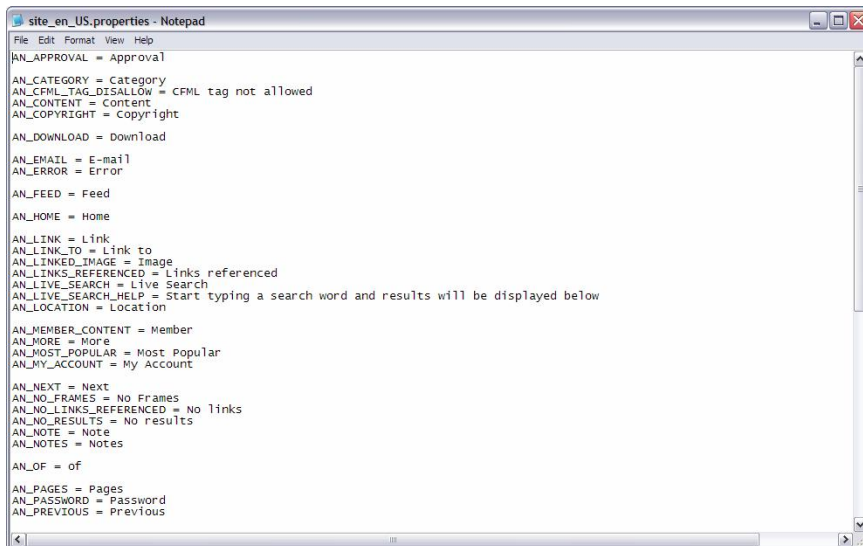 site_en_US.properties - Notepad
File Edit Format View Help
AN_APPROVAL = Approval
AN_CATEGORY = Category
AN_CFML_TAG_DISALLOW = CFML tag not allowed
AN_CONTENT = Content
AN_COPYRIGHT = Copyright
AN_DOWNLOAD = Download
AN_EMAIL = E-mail
AN_ERROR = Error
AN_FEED = Feed
AN_HOME = Home
AN_LINK = Link
AN_LINK_TO = Link to
AN_LINKED_IMAGE = Image
AN_LINKS_REFERENCED = Links referenced
AN_LIVE_SEARCH = Live Search
AN_LIVE_SEARCH_HELP = Start typing a search word and results will be displayed below
AN_LOCATION = Location
AN_MEMBER_CONTENT = Member
AN_MORE = More
AN_MOST_POPULAR = Most Popular
AN_MY_ACCOUNT = My Account
AN_NEXT = Next
AN_NO_FRAMES = No Frames
AN_NO_LINKS_REFERENCED = No links
AN_NO_RESULTS = No results
AN_NOTE = Note
AN_NOTES = Notes
AN_OF = of
AN_PAGES = Pages
AN_PASSWORD = Password
AN_PREVIOUS = Previous